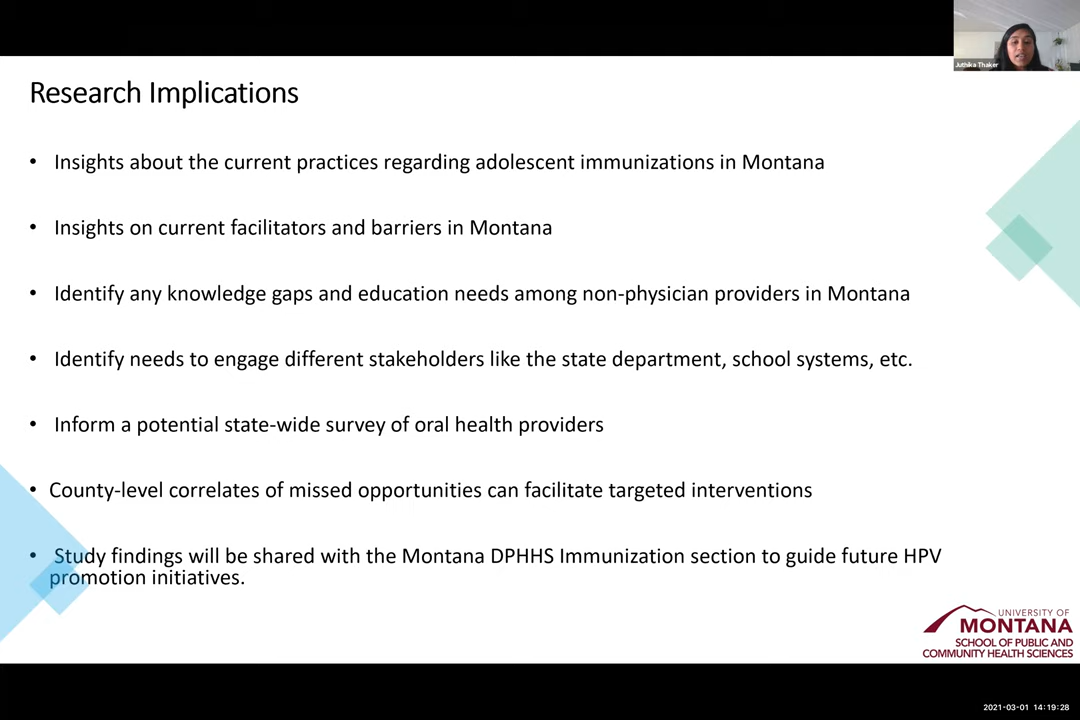 Juthika Thaker
Research Implications
• Insights about the current practices regarding adolescent immunizations in Montana
• Insights on current facilitators and barriers in Montana
• Identify any knowledge gaps and education needs among non-physician providers in Montana
• Identify needs to engage different stakeholders like the state department, school systems, etc.
• Inform a potential state-wide survey of oral health providers
• County-level correlates of missed opportunities can facilitate targeted interventions
• Study findings will be shared with the Montana DPHHS Immunization section to guide future HPV
promotion initiatives.
UNIVERSITY OF
MONTANA
SCHOOL OF PUBLIC AND
COMMUNITY HEALTH SCIENCES
2021-03-01 14:19:28